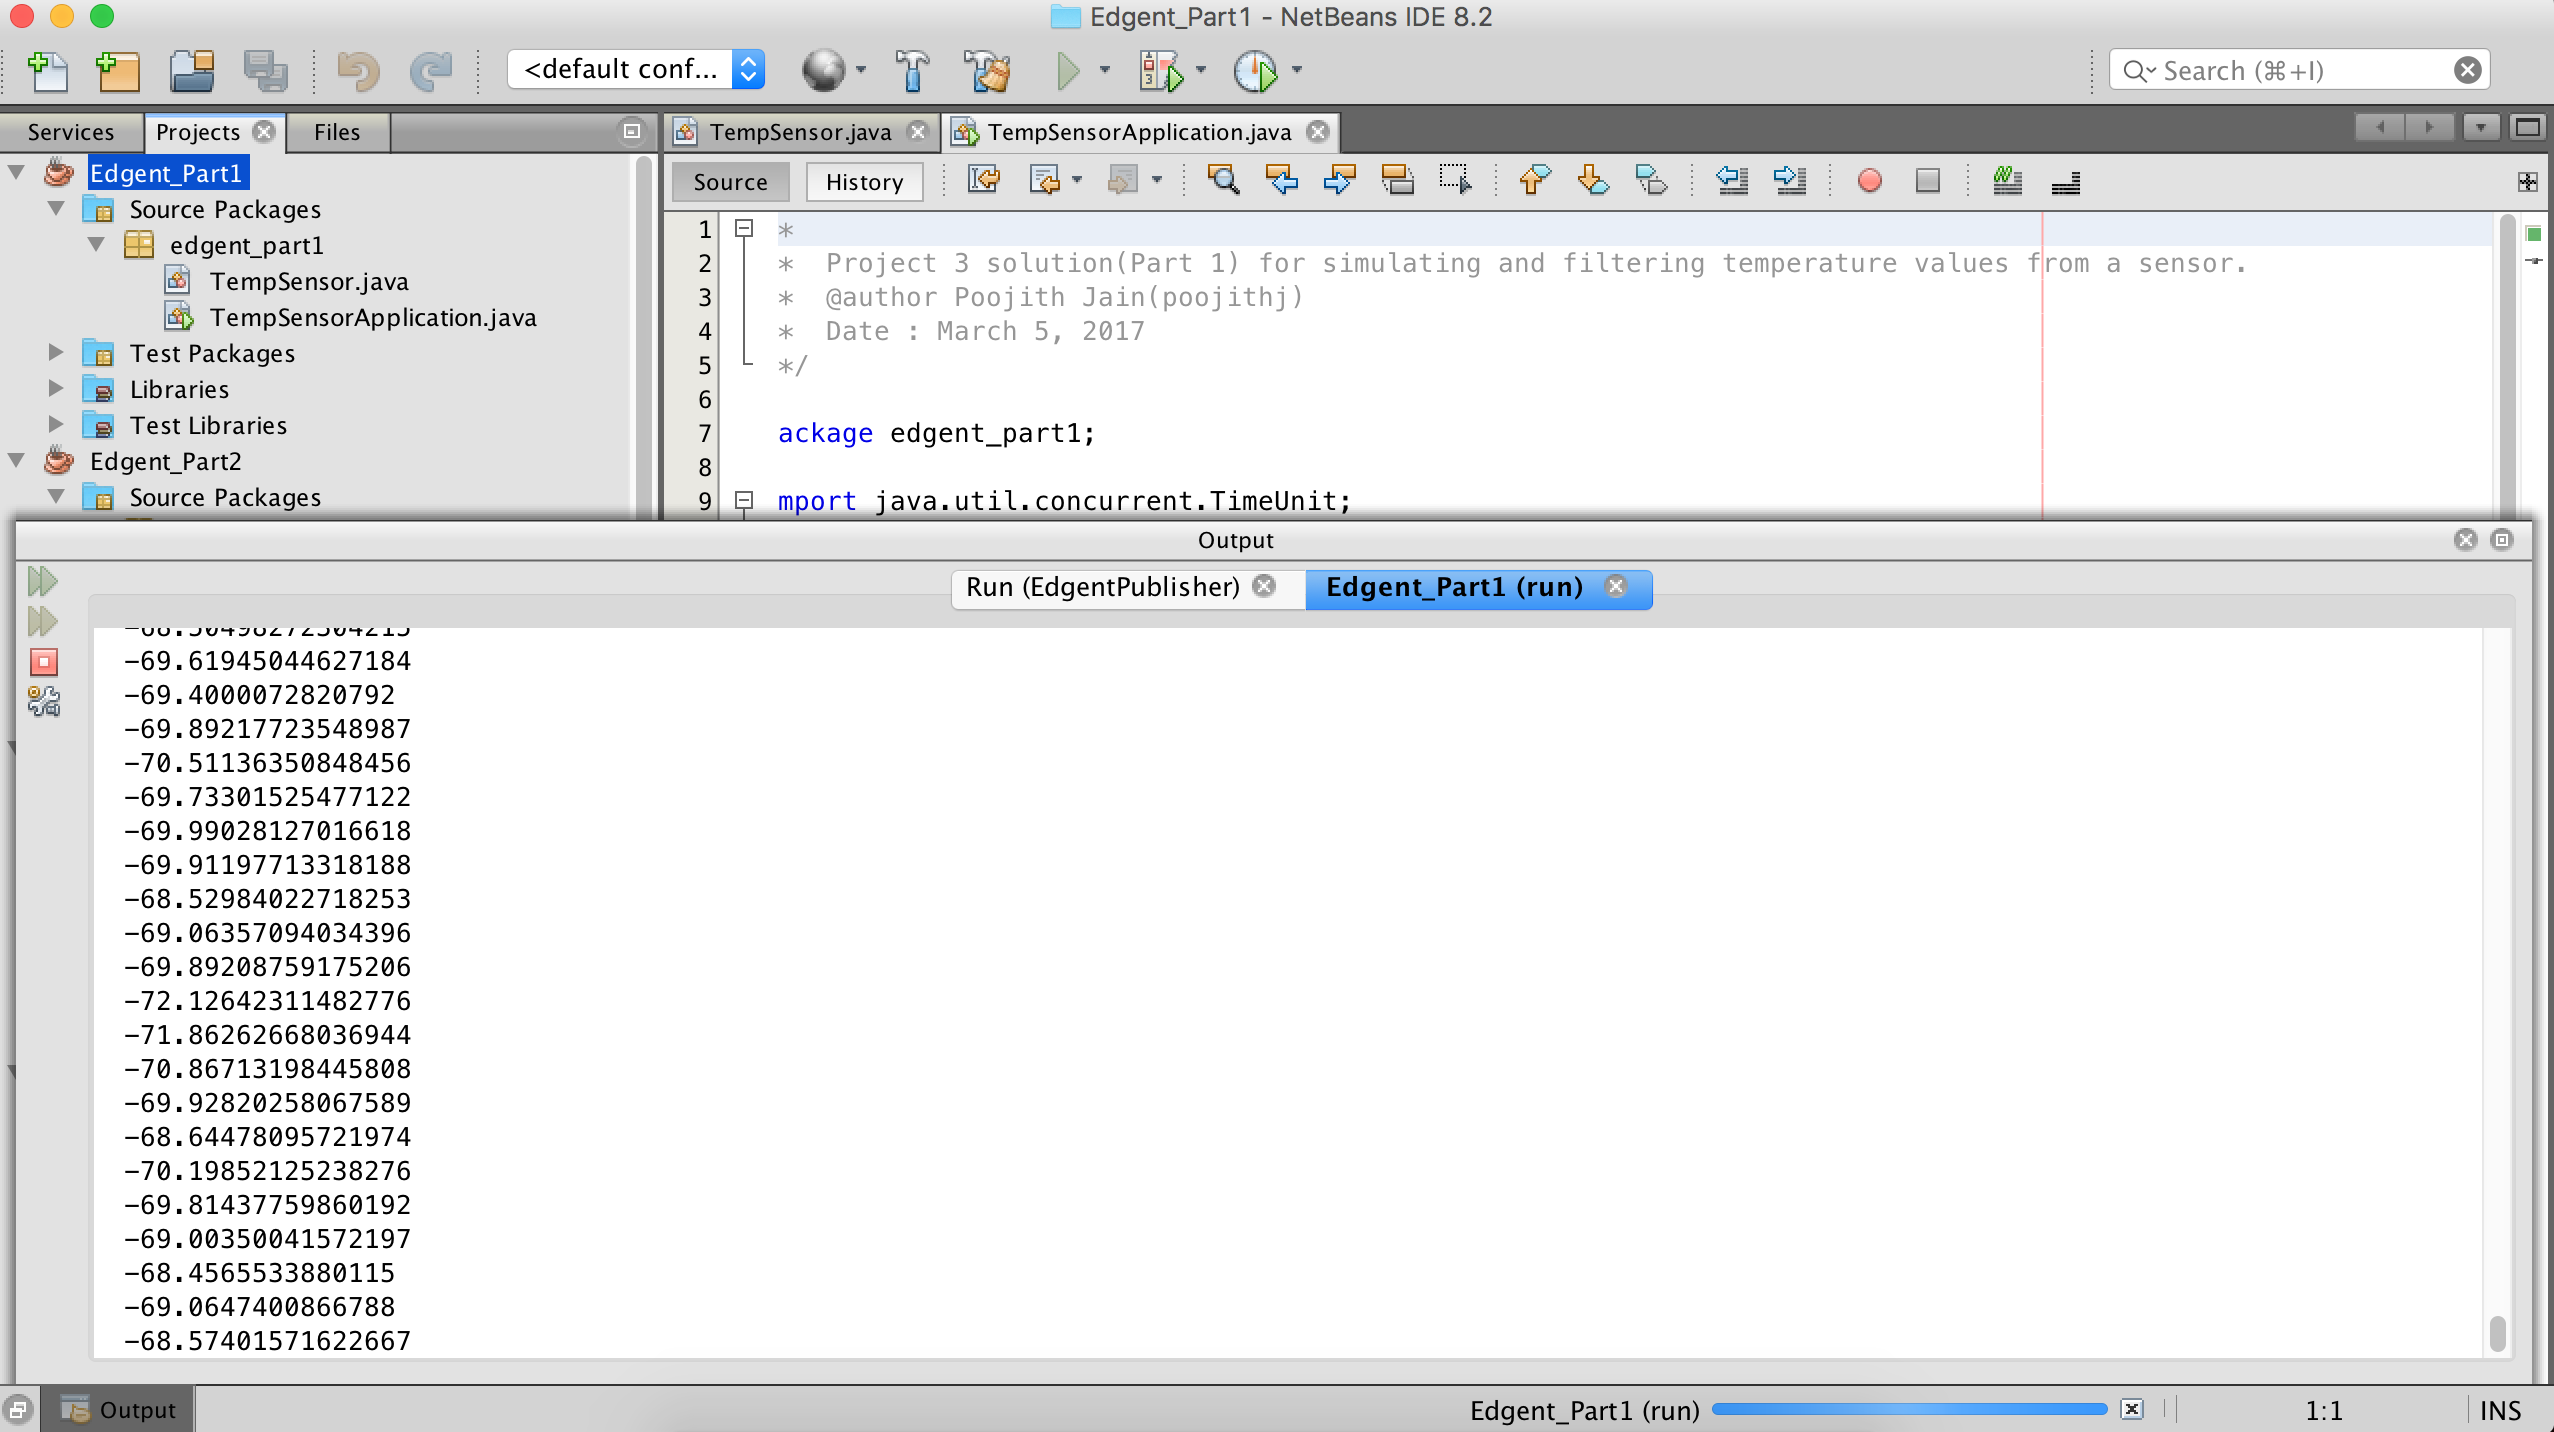 Edgent_Part1 - NetBeans IDE 8.2
<default conf...
Search (⌘+I)
Services
Projects
Files
TempSensor.java
TempSensorApplication.java
Source
History
Edgent_Part1
Source Packages
edgent_part1
TempSensor.java
TempSensorApplication.java
Test Packages
Libraries
Test Libraries
Edgent_Part2
Source Packages
1 *
2 * Project 3 solution(Part 1) for simulating and filtering temperature values from a sensor.
3 * @author Poojith Jain(poojithj)
4 * Date : March 5, 2017
5 */
6
7 ackage edgent_part1;
8
9 mport java.util.concurrent.TimeUnit;
Output
Run (EdgentPublisher)
Edgent_Part1 (run)
-68.50498272304215
-69.61945044627184
-69.4000072820792
-69.89217723548987
-70.51136350848456
-69.73301525477122
-69.99028127016618
-69.91197713318188
-68.52984022718253
-69.06357094034396
-69.89208759175206
-72.12642311482776
-71.86262668036944
-70.86713198445808
-69.92820258067589
-68.64478095721974
-70.19852125238276
-69.81437759860192
-69.00350041572197
-68.4565533880115
-69.0647400866788
-68.57401571622667
Output
Edgent_Part1 (run)
1:1
INS